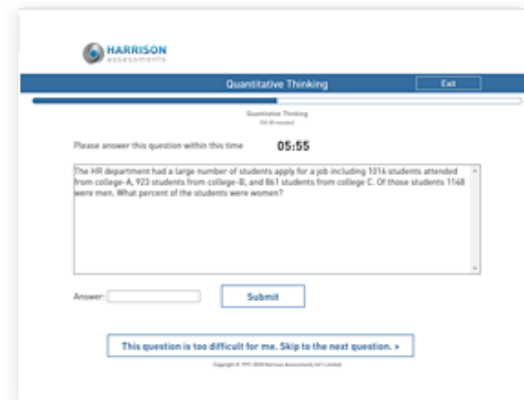 HARRISON
assessments
Quantitative Thinking
Exit
Quantitative Thinking
Please answer this question within this time
05:55
The HR department had a large number of students apply for a job including 1016 students attended
from college-A, 923 students from college-B, and 861 students from college C. Of those students 1148
were men. What percent of the students were women?
Answer:
Submit
This question is too difficult for me. Skip to the next question. >